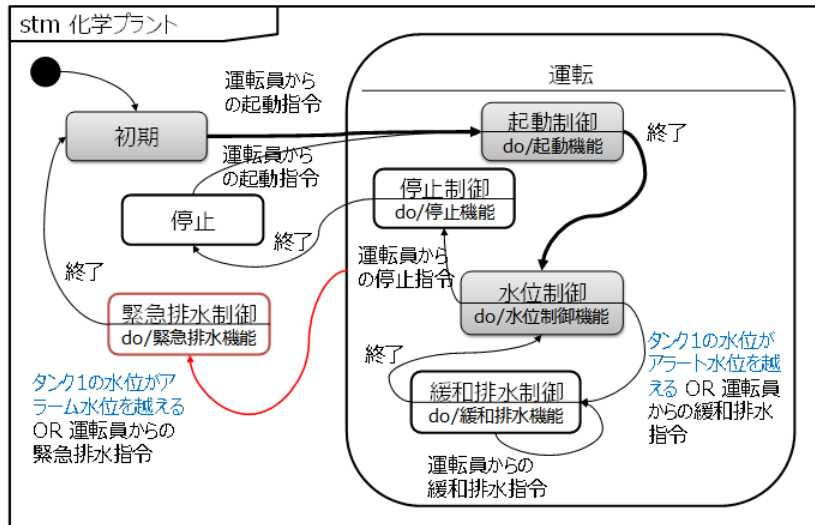 stm 化学プラント
運転員から
の起動指令
運転
初期
起動制御
do/起動機能
終了
運転員から
の起動指令
停止制御
do/停止機能
停止
終了
運転員から
の停止指令
終了
水位制御
do/水位制御機能
緊急排水制御
do/緊急排水機能
終了
タンク1の水位が
アラート水位を越
える OR 運転員
からの緩和排水
指令
タンク1の水位がア
ラーム水位を越える
OR 運転員からの
緊急排水指令
緩和排水制御
do/緩和排水機能
運転員からの
緩和排水指令